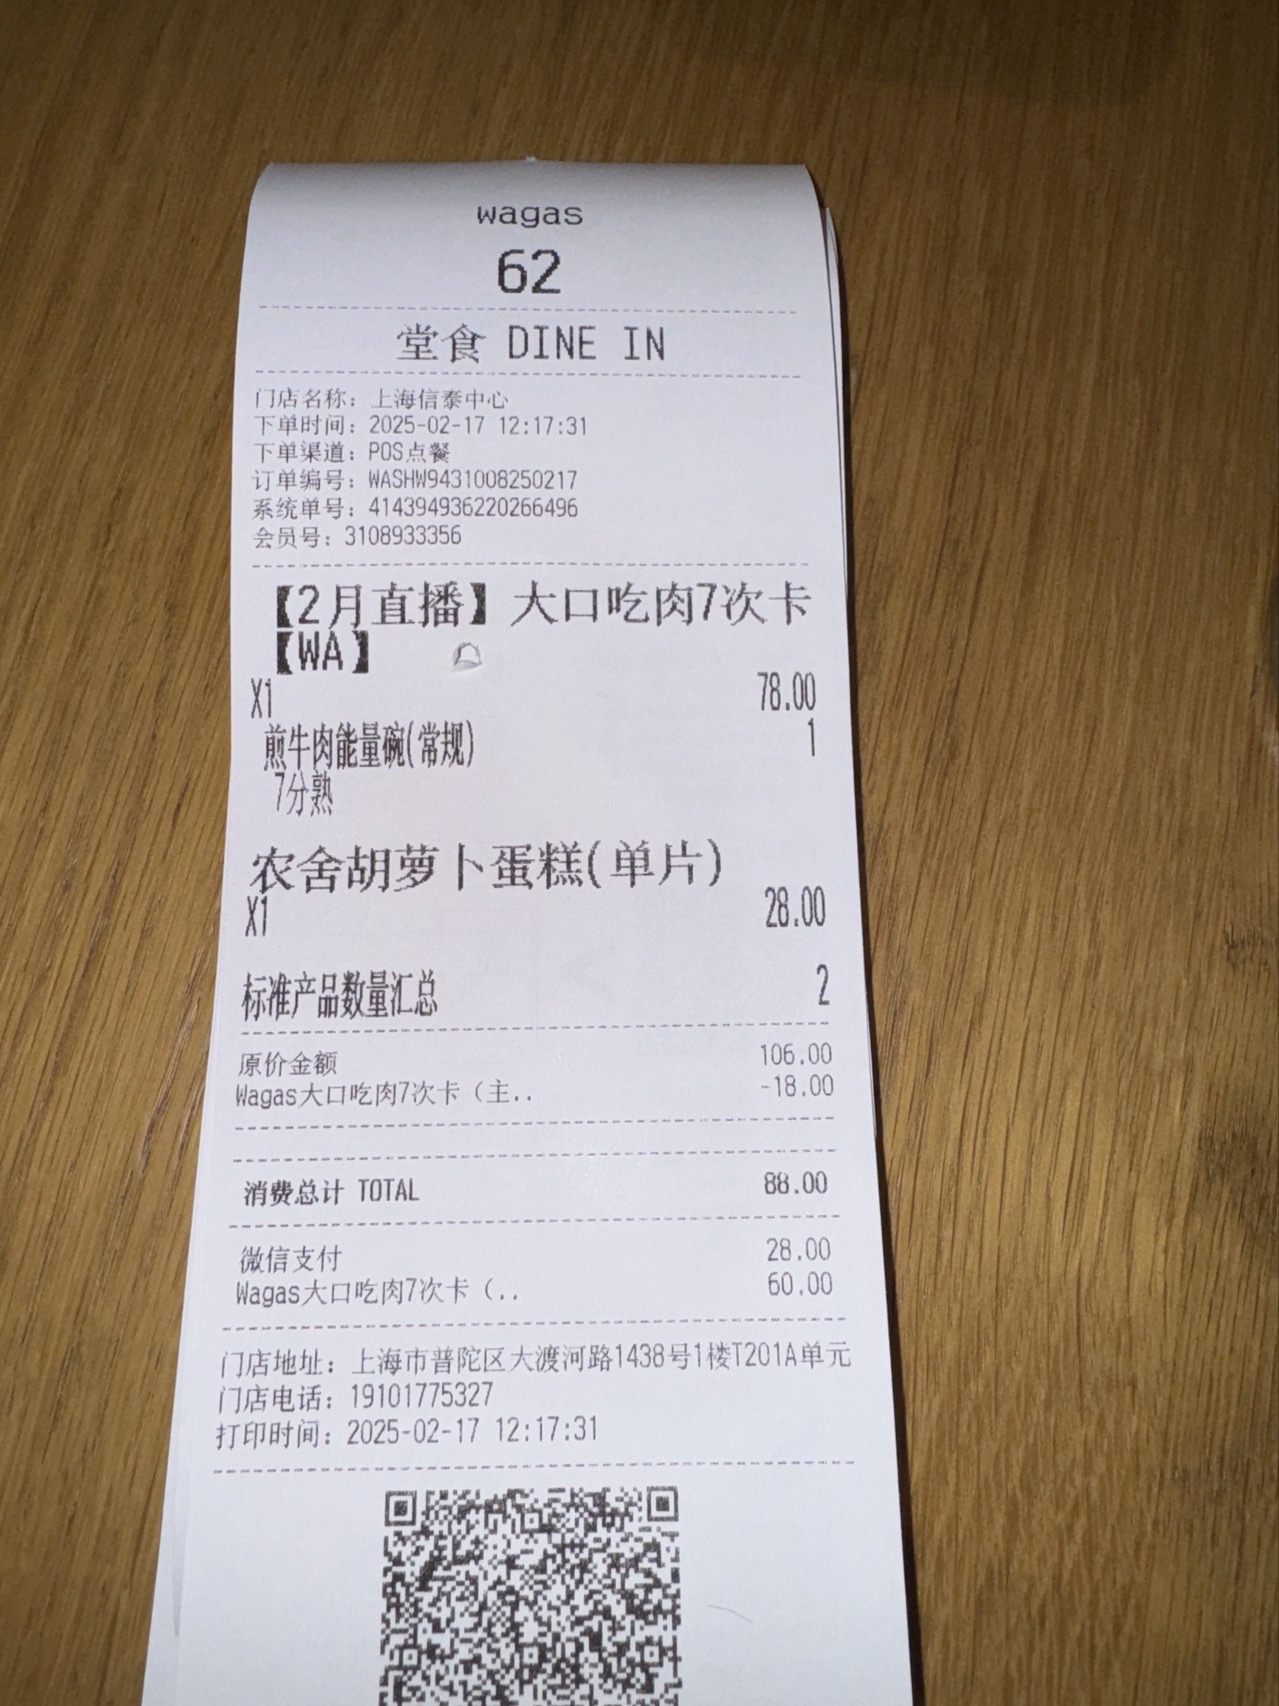 wagas
62
堂食 DINE IN
门店名称：上海信泰中心
下单时间：2025-02-17 12:17:31
下单渠道：POS点餐
订单编号：WASHW9431008250217
系统单号：414394936220266496
会员号：3108933356
【2月直播】大口吃肉7次卡
【WA】
X1 78.00
煎牛肉能量碗(常规) 1
7分熟
农舍胡萝卜蛋糕(单片)
X1 28.00
标准产品数量汇总 2
原价金额 106.00
Wagas大口吃肉7次卡（主.. -18.00
消费总计 TOTAL 88.00
微信支付 28.00
Wagas大口吃肉7次卡（.. 60.00
门店地址：上海市普陀区大渡河路1438号1楼T201A单元
门店电话：19101775327
打印时间：2025-02-17 12:17:31